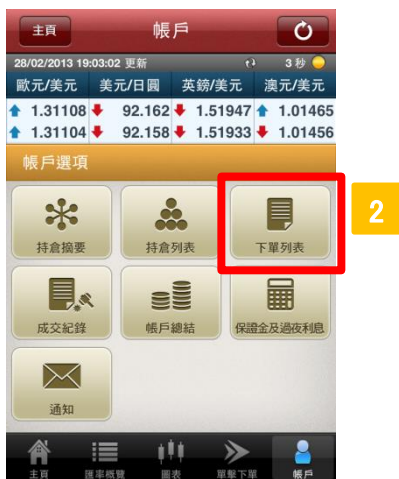 主頁 帳戶
28/02/2013 19:03:02 更新 3 秒
歐元/美元 美元/日圓 英鎊/美元 澳元/美元
1.31108 92.162 1.51947 1.01465
1.31104 92.158 1.51933 1.01456
帳戶選項
持倉摘要 持倉列表 下單列表
2
成交紀錄 帳戶總結 保證金及過夜利息
通知
主頁 匯率概覽 圖表 單擊下單 帳戶